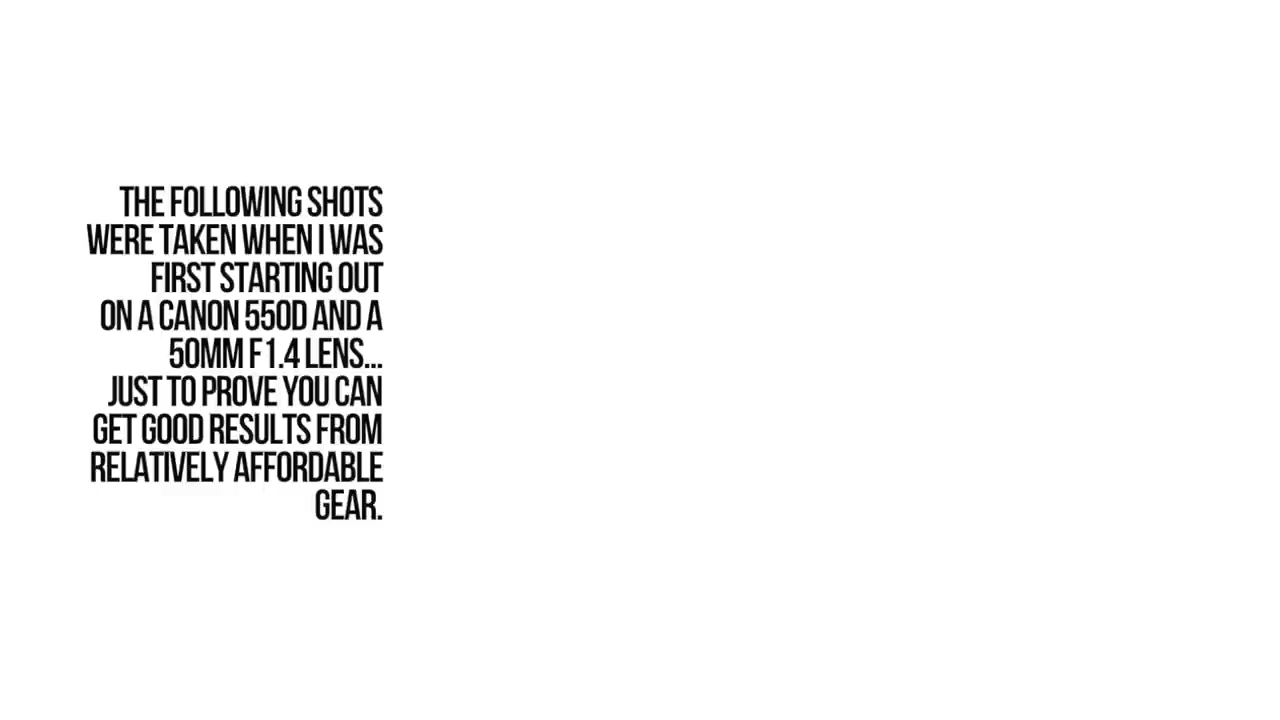 THE FOLLOWING SHOTS
WERE TAKEN WHEN I WAS
FIRST STARTING OUT
ON A CANON 550D AND A
50MM F1.4 LENS...
JUST TO PROVE YOU CAN
GET GOOD RESULTS FROM
RELATIVELY AFFORDABLE
GEAR.